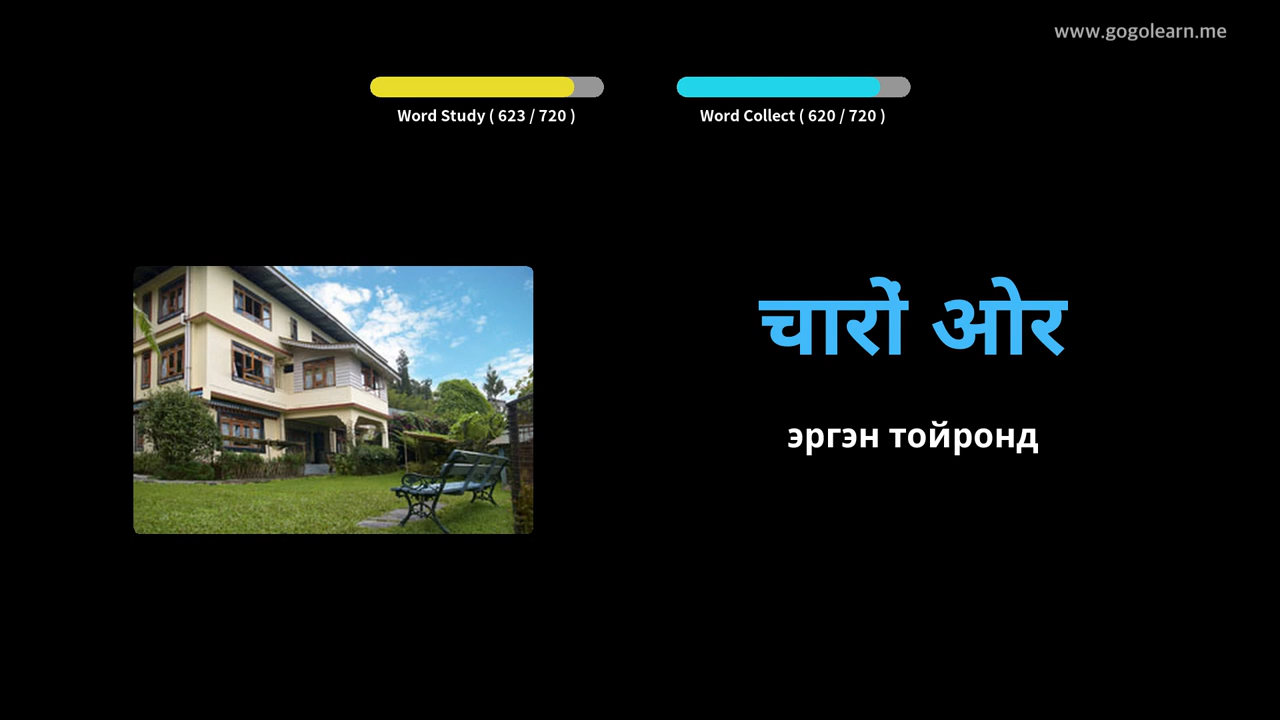 www.gogolearn.me
Word Study ( 623 / 720 )
Word Collect ( 620 / 720 )
चारों ओर
эргэн тойронд